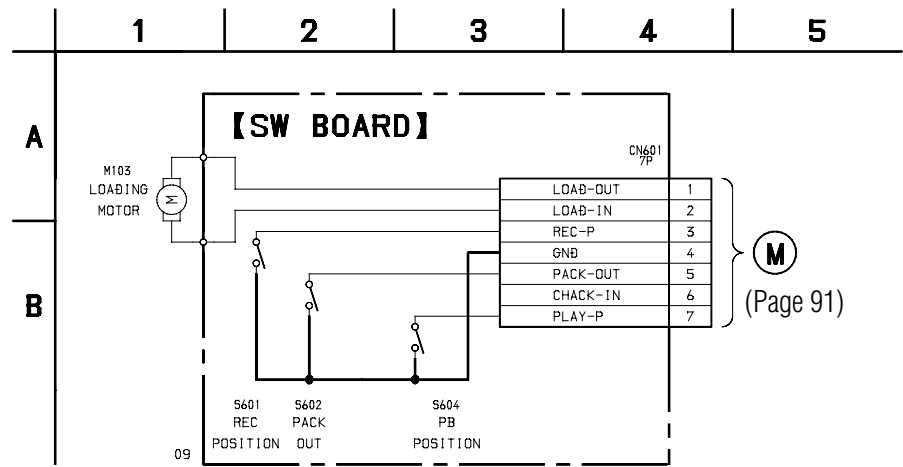 1 2 3 4 5
A
【SW BOARD】
CN601
7P
M103
LOADING
MOTOR
M
LOAD-OUT 1
LOAD-IN 2
REC-P 3
GND 4
PACK-OUT 5
CHACK-IN 6
PLAY-P 7
M
(Page 91)
B
S601
REC
POSITION
S602
PACK
OUT
S604
PB
POSITION
09